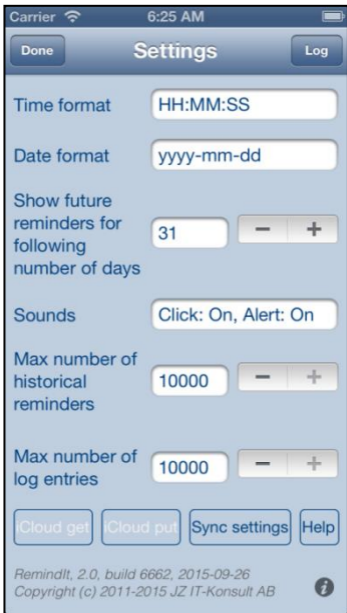 Carrier 6:25 AM
Done Settings Log
Time format HH:MM:SS
Date format yyyy-mm-dd
Show future
reminders for
following
number of days
31 − +
Sounds Click: On, Alert: On
Max number of
historical
reminders
10000 − +
Max number of
log entries
10000 − +
iCloud get iCloud put Sync settings Help
RemindIt, 2.0, build 6662, 2015-09-26
Copyright (c) 2011-2015 JZ IT-Konsult AB
i